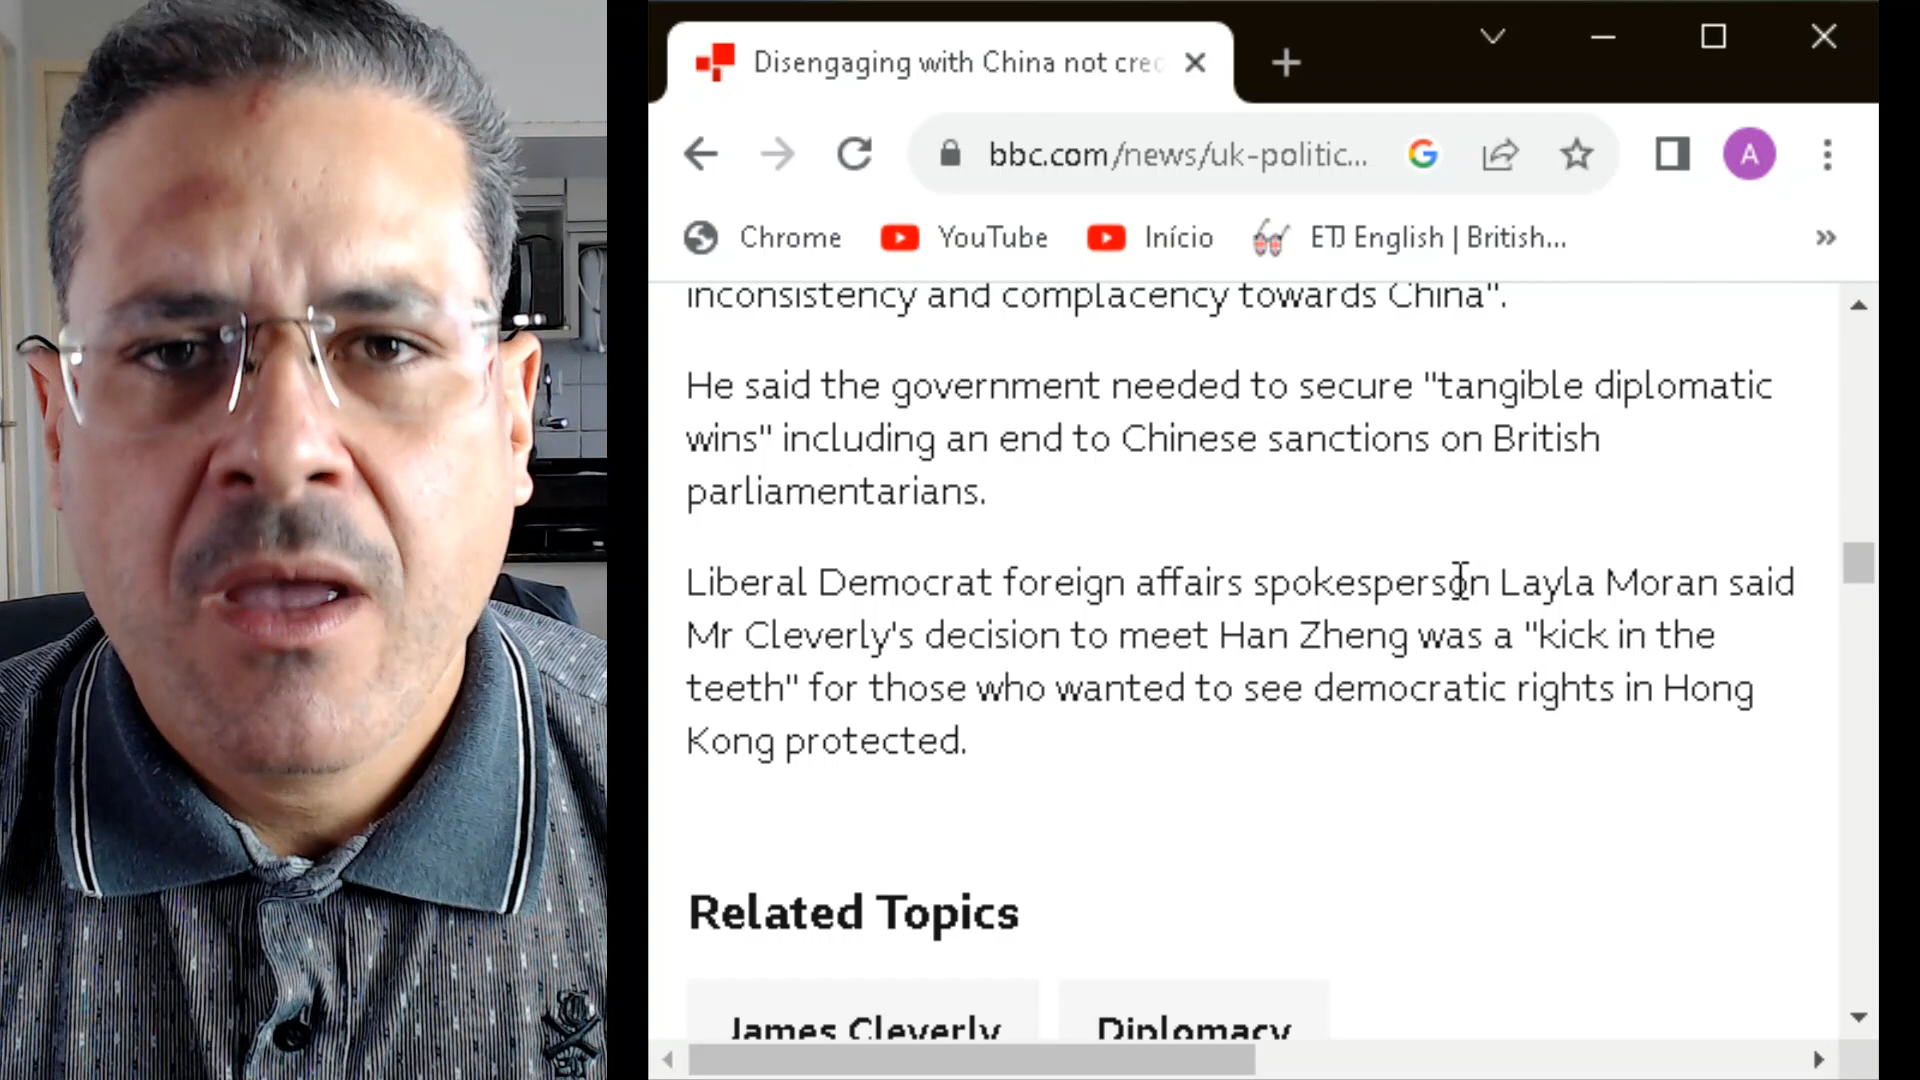 Disengaging with China not cred
bbc.com/news/uk-politic...
A
Chrome
YouTube
Início
ETJ English | British...
inconsistency and complacency towards China".
He said the government needed to secure "tangible diplomatic
wins" including an end to Chinese sanctions on British
parliamentarians.
Liberal Democrat foreign affairs spokesperson Layla Moran said
Mr Cleverly's decision to meet Han Zheng was a "kick in the
teeth" for those who wanted to see democratic rights in Hong
Kong protected.
Related Topics
James Cleverly
Diplomacy